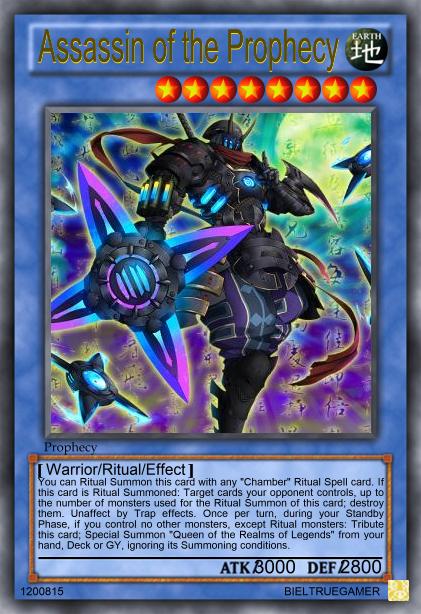 Assassin of the Prophecy
EARTH
地
Prophecy
[ Warrior/Ritual/Effect ]
You can Ritual Summon this card with any "Chamber" Ritual Spell card. If
this card is Ritual Summoned: Target cards your opponent controls, up to
the number of monsters used for the Ritual Summon of this card; destroy
them. Unaffect by Trap effects. Once per turn, during your Standby
Phase, if you control no other monsters, except Ritual monsters: Tribute
this card; Special Summon "Queen of the Realms of Legends" from your
hand, Deck or GY, ignoring its Summoning conditions.
ATK 3000 DEF 2800
1200815 BIELTRUEGAMER